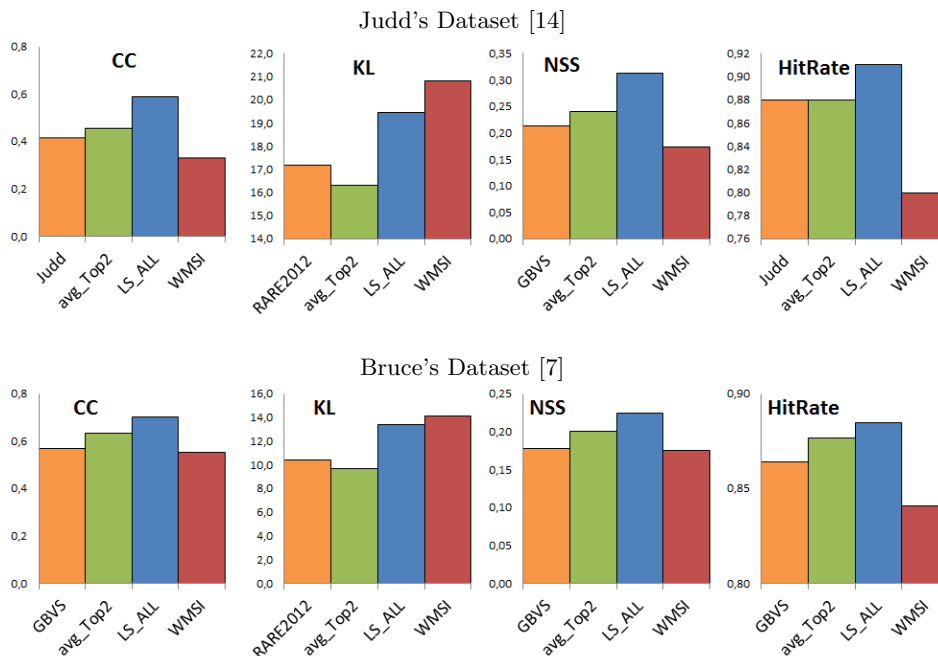 Judd's Dataset [14]
CC
0,8
0,6
0,4
0,2
0,0
Judd
avg_Top2
LS_ALL
WMSI
KL
22,0
21,0
20,0
19,0
18,0
17,0
16,0
15,0
14,0
RARE2012
avg_Top2
LS_ALL
WMSI
NSS
0,35
0,30
0,25
0,20
0,15
0,10
0,05
0,00
GBVS
avg_Top2
LS_ALL
WMSI
HitRate
0,92
0,90
0,88
0,86
0,84
0,82
0,80
0,78
0,76
Judd
avg_Top2
LS_ALL
WMSI
Bruce's Dataset [7]
CC
0,8
0,6
0,4
0,2
0,0
GBVS
avg_Top2
LS_ALL
WMSI
KL
16,0
14,0
12,0
10,0
8,0
6,0
4,0
2,0
0,0
RARE2012
avg_Top2
LS_ALL
WMSI
NSS
0,25
0,20
0,15
0,10
0,05
0,00
GBVS
avg_Top2
LS_ALL
WMSI
HitRate
0,90
0,85
0,80
GBVS
avg_Top2
LS_ALL
WMSI